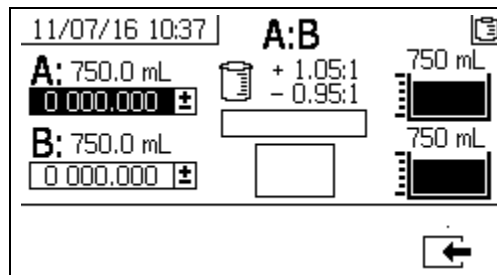 11/07/16 10:37
A:B
A: 750.0 mL
0 000.000 ±
+ 1.05:1
- 0.95:1
750 mL
B: 750.0 mL
0 000.000 ±
750 mL